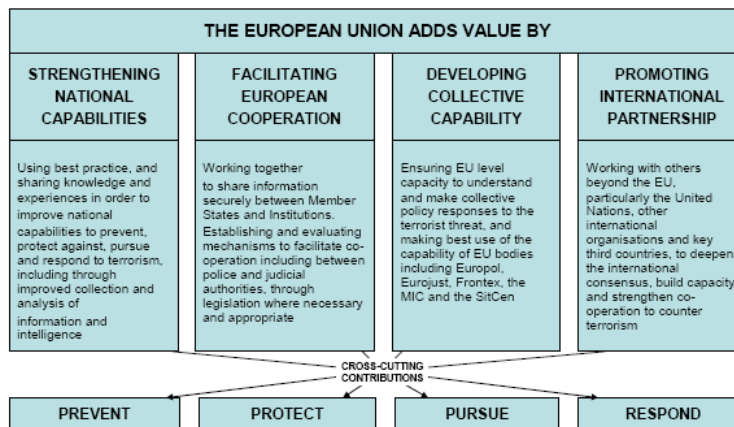 THE EUROPEAN UNION ADDS VALUE BY
STRENGTHENING
NATIONAL
CAPABILITIES
Using best practice, and
sharing knowledge and
experiences in order to
improve national
capabilities to prevent,
protect against, pursue
and respond to terrorism,
including through
improved collection and
analysis of
information and
intelligence
FACILITATING
EUROPEAN
COOPERATION
Working together
to share information
securely between Member
States and Institutions.
Establishing and evaluating
mechanisms to facilitate co-
operation including between
police and judicial
authorities, through
legislation where necessary
and appropriate
DEVELOPING
COLLECTIVE
CAPABILITY
Ensuring EU level
capacity to understand
and make collective
policy responses to the
terrorist threat, and
making best use of the
capability of EU bodies
including Europol,
Eurojust, Frontex, the
MIC and the SitCen
PROMOTING
INTERNATIONAL
PARTNERSHIP
Working with others
beyond the EU,
particularly the United
Nations, other
international
organisations and key
third countries, to deepen
the international
consensus, build capacity
and strengthen co-
operation to counter
terrorism
CROSS-CUTTING
CONTRIBUTIONS
PREVENT
PROTECT
PURSUE
RESPOND